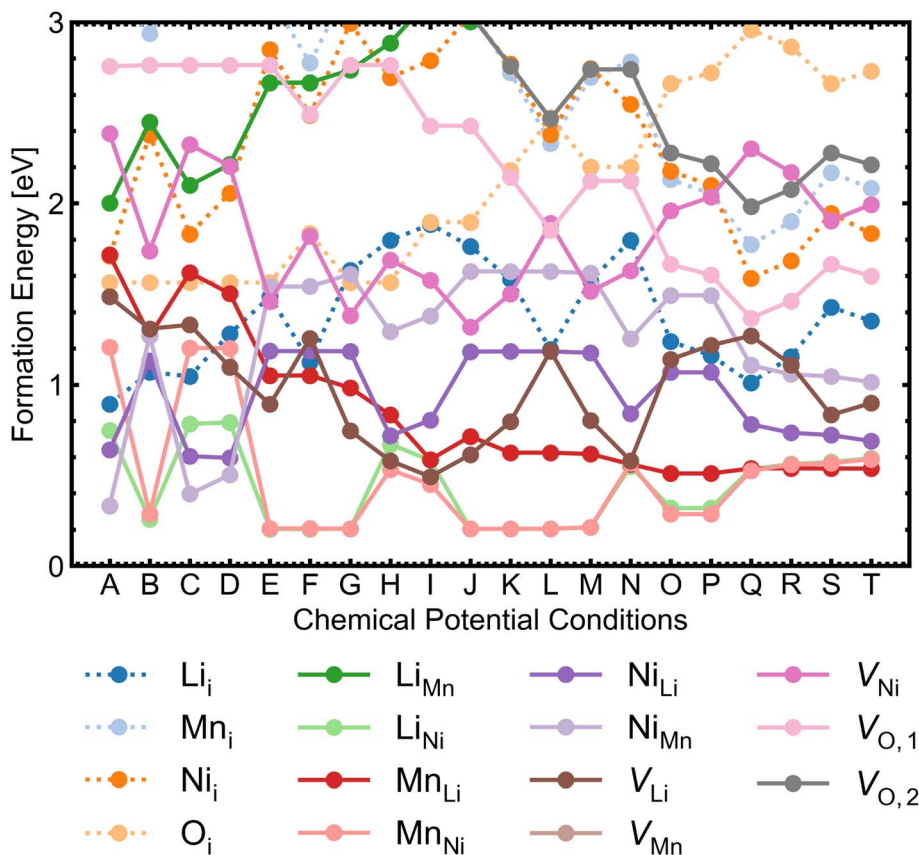 3
2
1
0
Formation Energy [eV]
A B C D E F G H I J K L M N O P Q R S T
Chemical Potential Conditions
Li_i Li_Mn Ni_Li V_Ni
Mn_i Li_Ni Ni_Mn V_O,1
Ni_i Mn_Li V_Li V_O,2
O_i Mn_Ni V_Mn